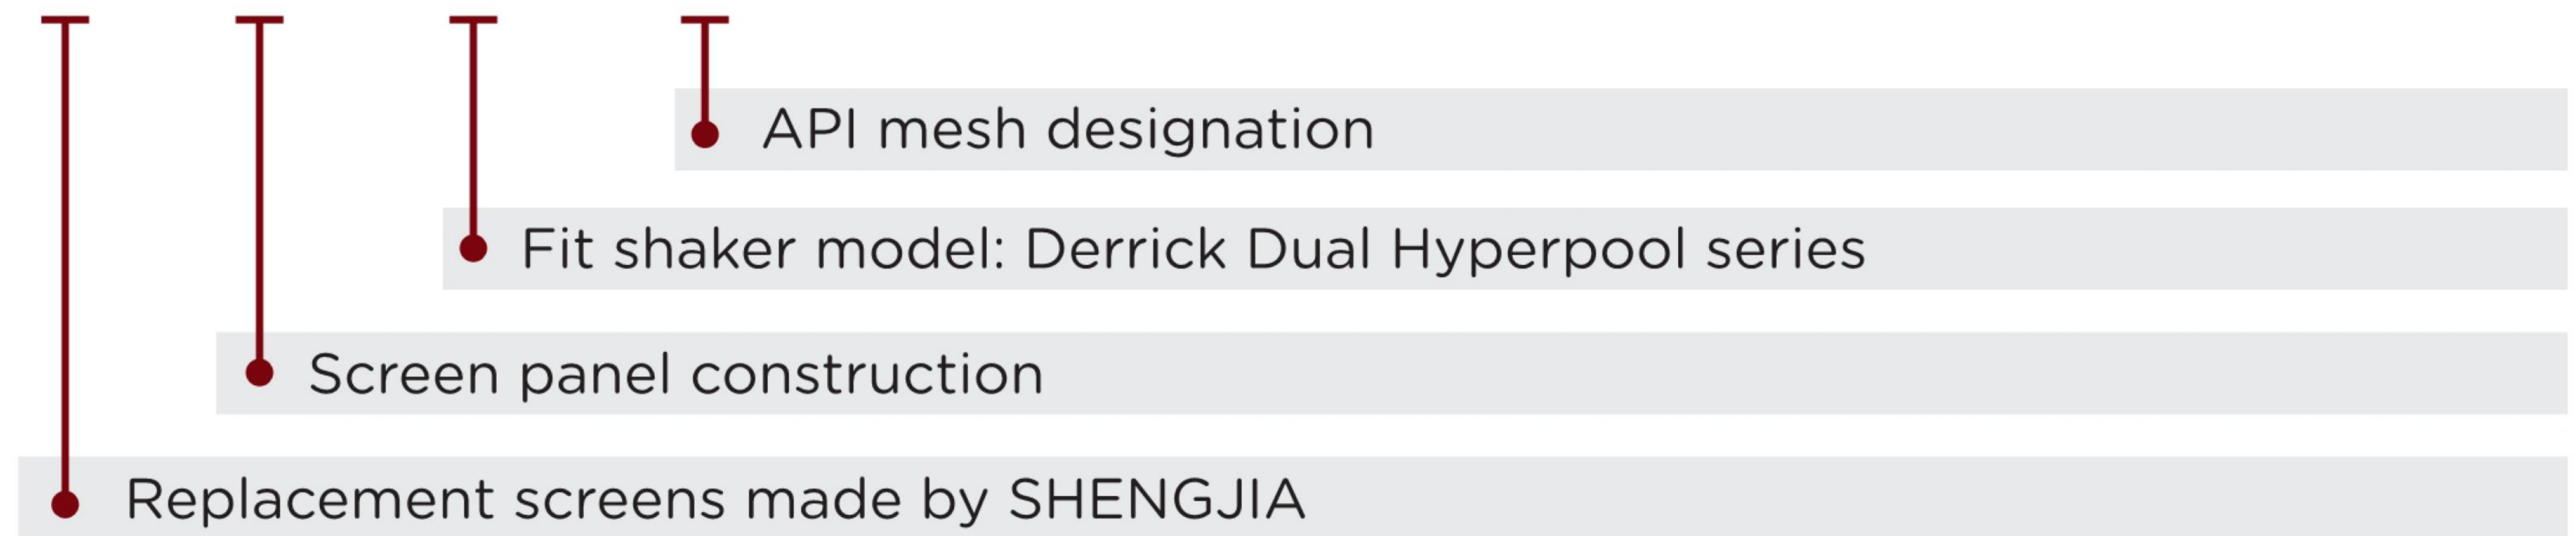 API mesh designation
Fit shaker model: Derrick Dual Hyperpool series
Screen panel construction
Replacement screens made by SHENGJIA